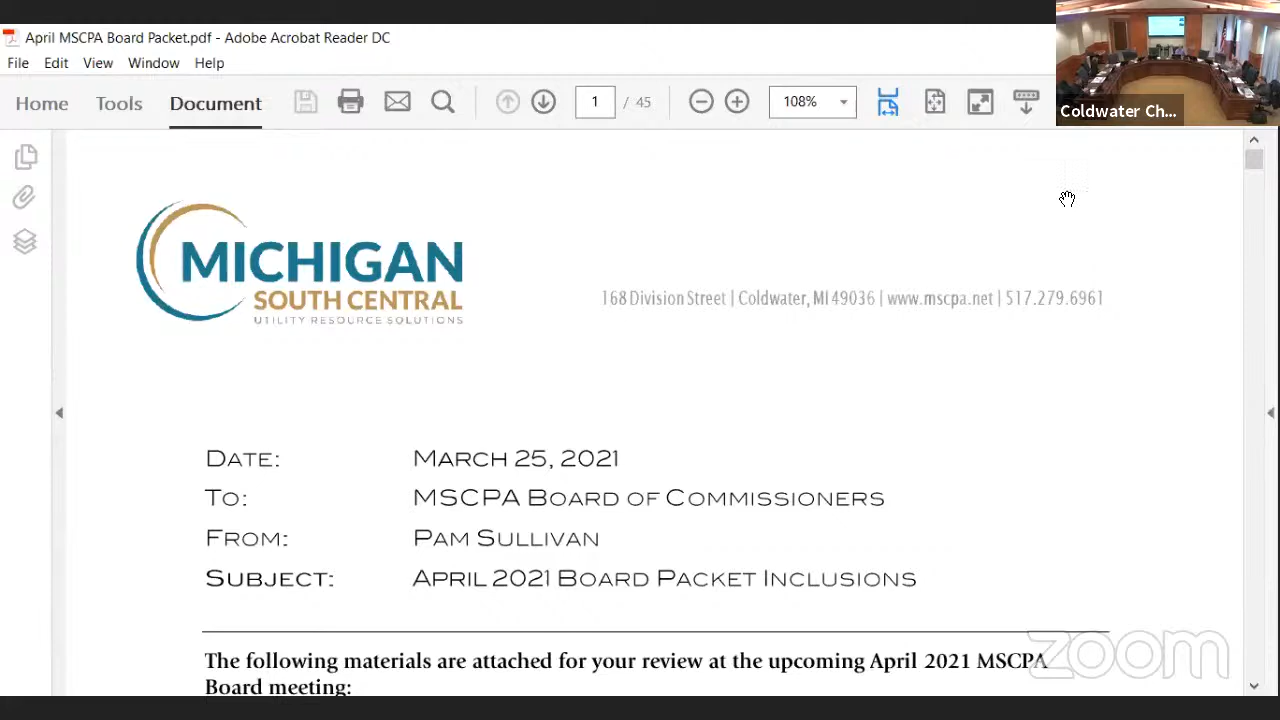 April MSCPA Board Packet.pdf - Adobe Acrobat Reader DC
File Edit View Window Help
Home Tools Document 1 / 45 108%
Coldwater Ch...
MICHIGAN
SOUTH CENTRAL
UTILITY RESOURCE SOLUTIONS
168 Division Street | Coldwater, MI 49036 | www.mscpa.net | 517.279.6961
DATE: MARCH 25, 2021
TO: MSCPA BOARD OF COMMISSIONERS
FROM: PAM SULLIVAN
SUBJECT: APRIL 2021 BOARD PACKET INCLUSIONS
The following materials are attached for your review at the upcoming April 2021 MSCPA
Board meeting:
zoom